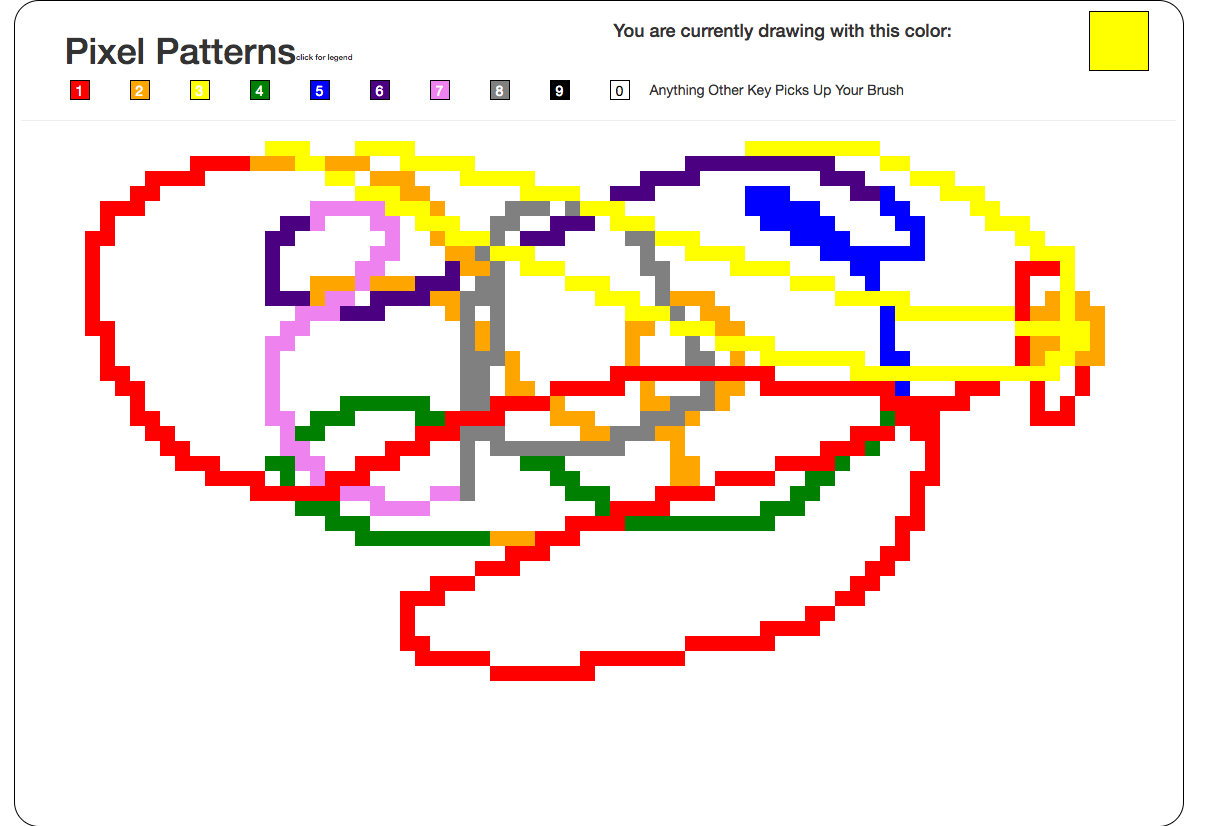 You are currently drawing with this color:
Pixel Patterns click for legend
1 2 3 4 5 6 7 8 9 0 Anything Other Key Picks Up Your Brush